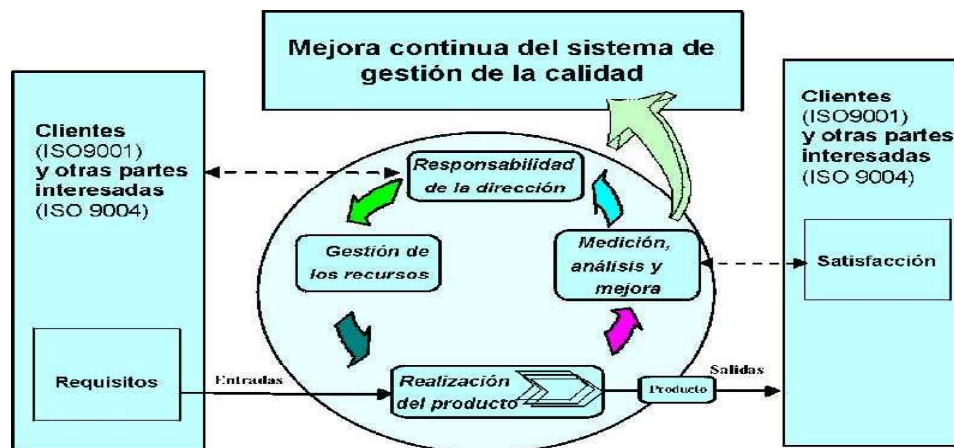 Mejora continua del sistema de
gestión de la calidad
Clientes
(ISO9001)
y otras partes
interesadas
(ISO 9004)
Requisitos
Entradas
Responsabilidad
de la dirección
Gestión de
los recursos
Medición,
análisis y
mejora
Realización
del producto
Producto
Salidas
Clientes
(ISO9001)
y otras partes
interesadas
(ISO 9004)
Satisfacción